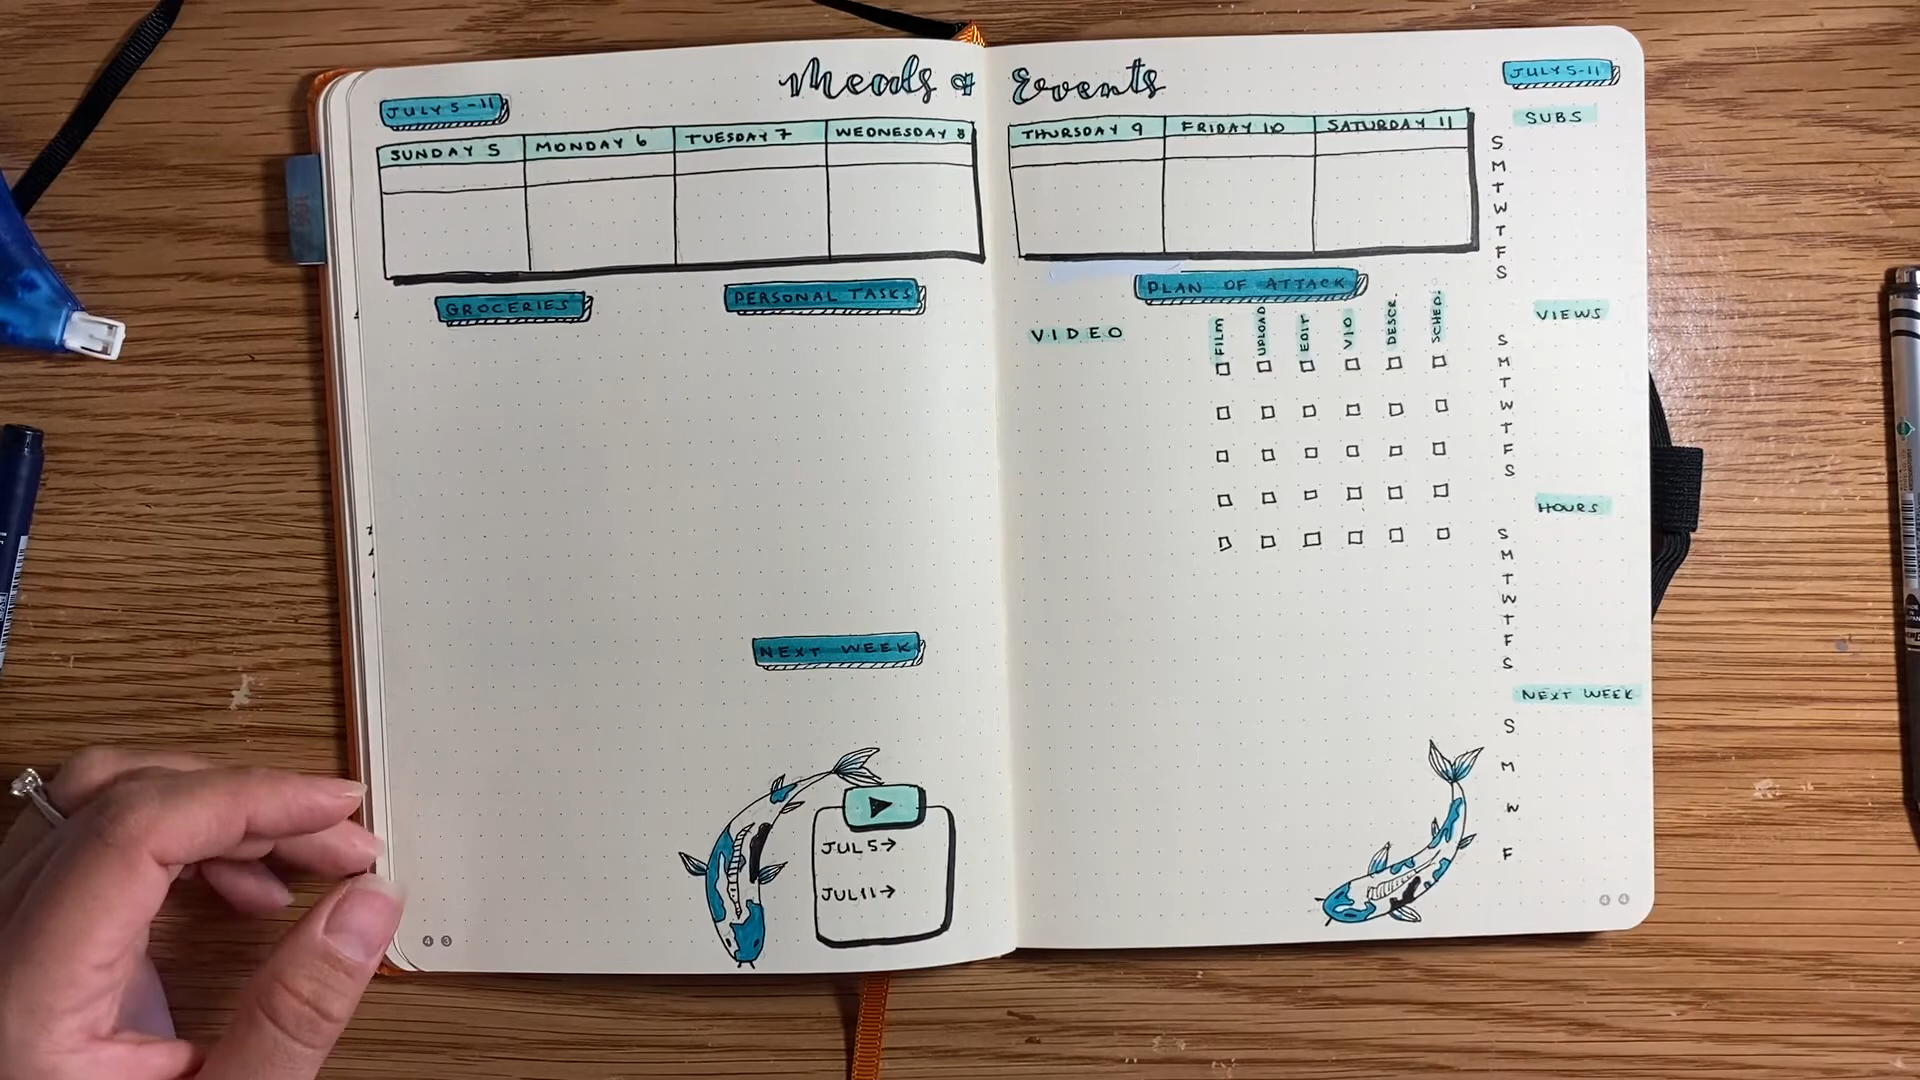 Meals & Events
JULY 5-11
SUNDAY 5
MONDAY 6
TUESDAY 7
WEDNESDAY 8
GROCERIES
PERSONAL TASKS
NEXT WEEK
JUL 5→
JUL 11→
43
THURSDAY 9
FRIDAY 10
SATURDAY 11
PLAN OF ATTACK
VIDEO
FILM
UPLOAD
EDIT
VID
DESCR.
SCHED.
JULY 5-11
SUBS
S
M
T
W
T
F
S
VIEWS
S
M
T
W
T
F
S
HOURS
S
M
T
W
T
F
S
NEXT WEEK
S
M
W
F
44